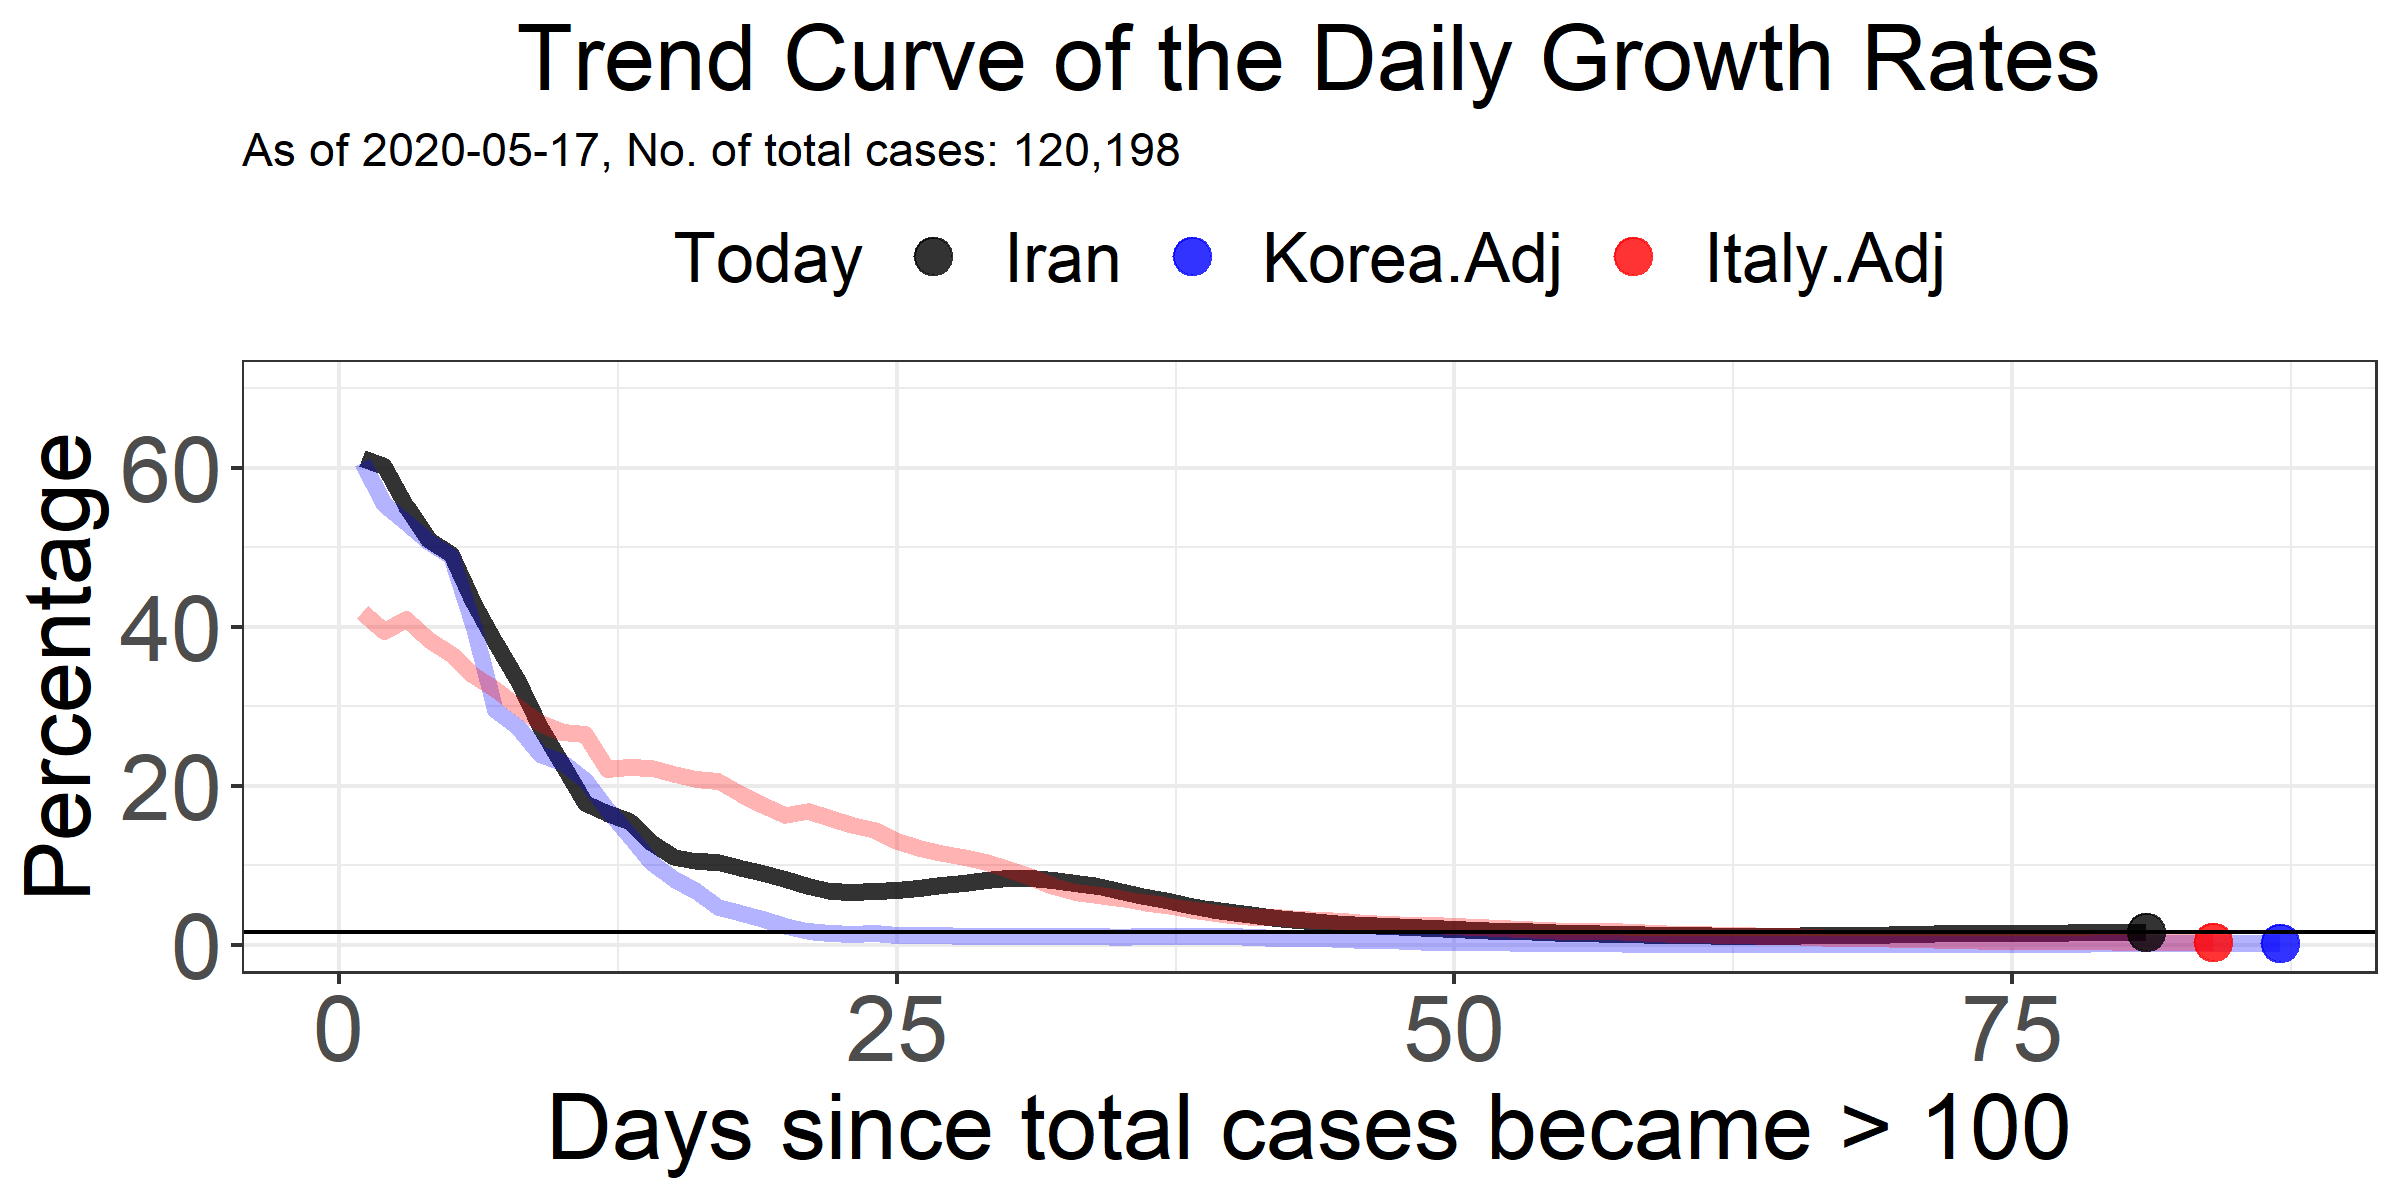 Trend Curve of the Daily Growth Rates
As of 2020-05-17, No. of total cases: 120,198
Today Iran Korea.Adj Italy.Adj
Percentage
60
40
20
0
0 25 50 75
Days since total cases became > 100